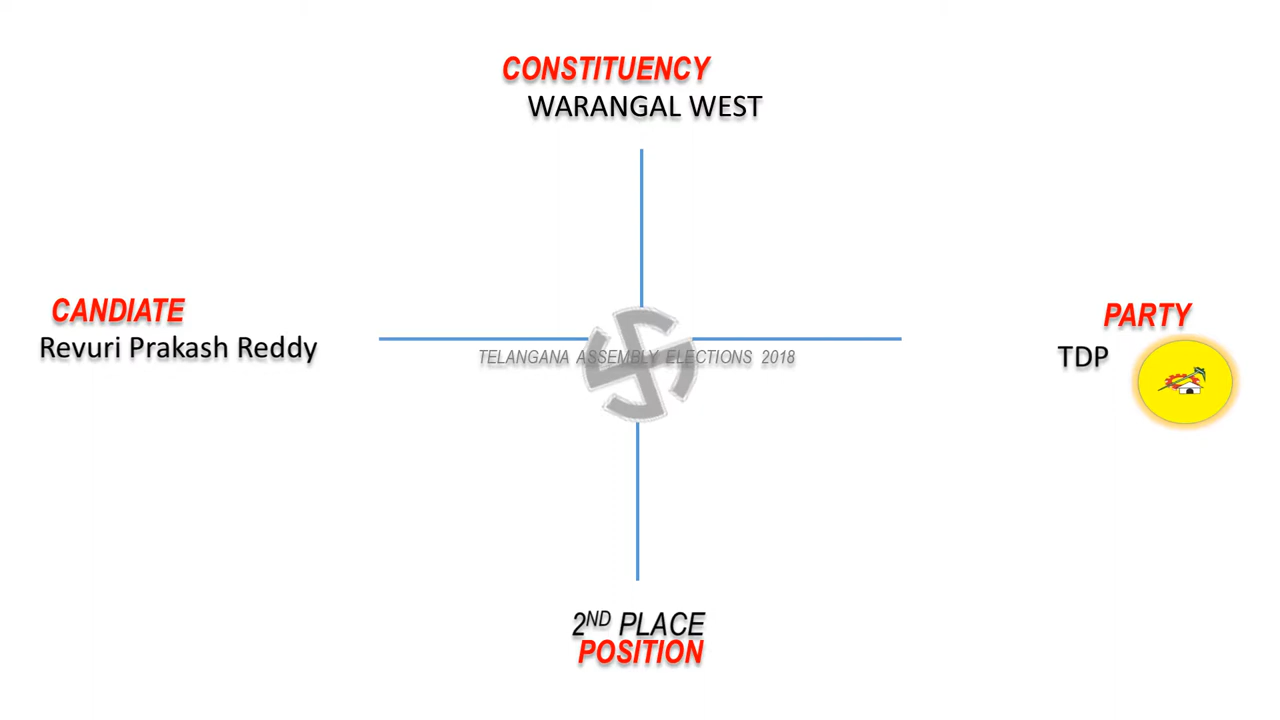 CONSTITUENCY
WARANGAL WEST
CANDIATE
Revuri Prakash Reddy
PARTY
TDP
TELANGANA ASSEMBLY ELECTIONS 2018
2ND PLACE
POSITION